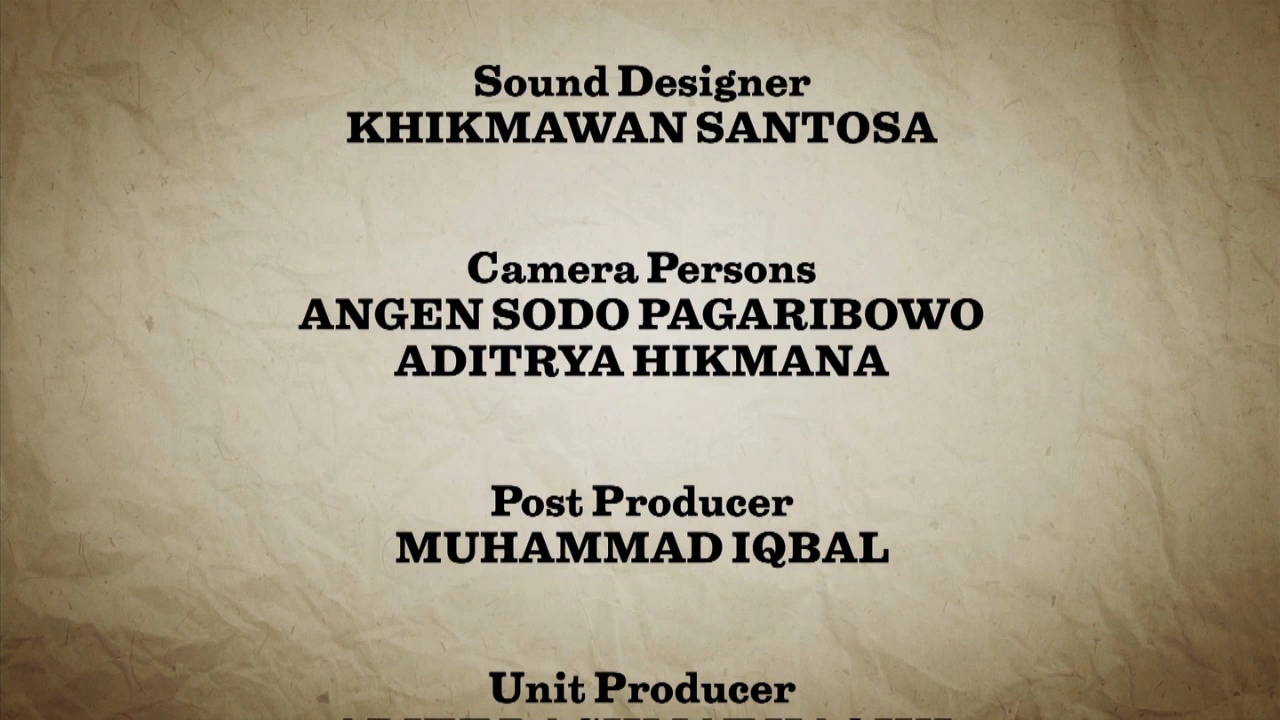 Sound Designer
KHIKMAWAN SANTOSA
Camera Persons
ANGEN SODO PAGARIBOWO
ADITRYA HIKMANA
Post Producer
MUHAMMAD IQBAL
Unit Producer